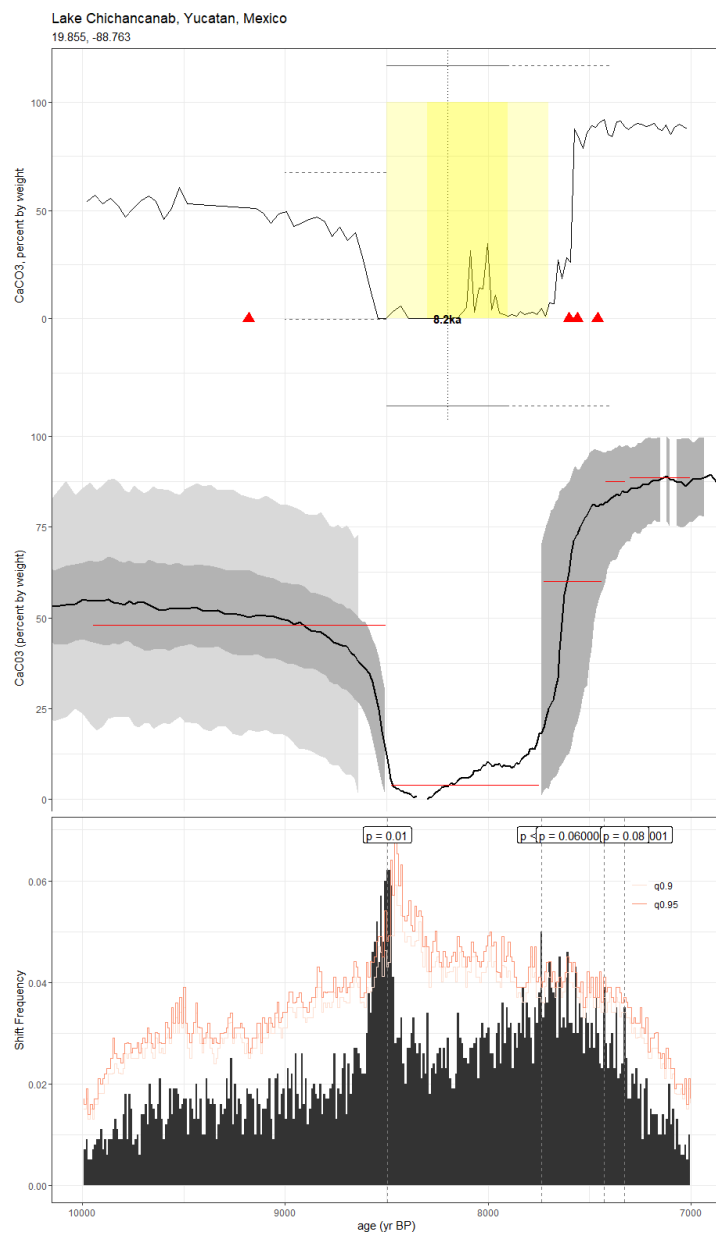 Lake Chichancanab, Yucatan, Mexico
19.855, -88.763
CaCO3, percent by weight
100
50
0
8.2ka
CaC03 (percent by weight)
100
75
50
25
0
Shift Frequency
p = 0.01
p <
p = 0.06000
p = 0.08
001
q0.9
q0.95
0.06
0.04
0.02
0.00
10000
9000
8000
7000
age (yr BP)